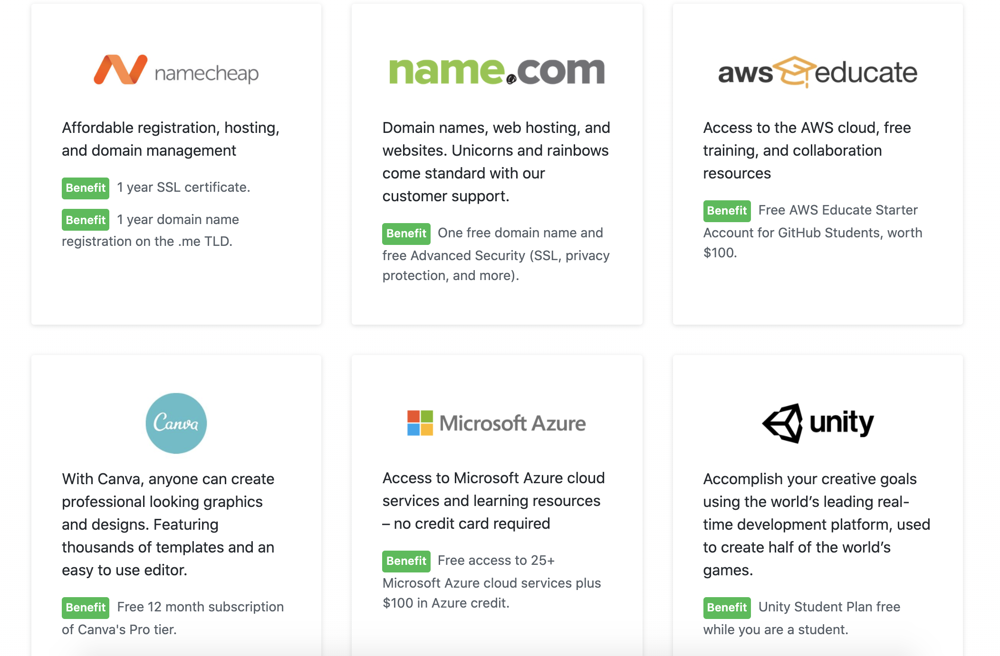 namecheap
Affordable registration, hosting,
and domain management
Benefit 1 year SSL certificate.
Benefit 1 year domain name
registration on the .me TLD.
name.com
Domain names, web hosting, and
websites. Unicorns and rainbows
come standard with our
customer support.
Benefit One free domain name and
free Advanced Security (SSL, privacy
protection, and more).
aws educate
Access to the AWS cloud, free
training, and collaboration
resources
Benefit Free AWS Educate Starter
Account for GitHub Students, worth
$100.
Canva
With Canva, anyone can create
professional looking graphics
and designs. Featuring
thousands of templates and an
easy to use editor.
Benefit Free 12 month subscription
of Canva's Pro tier.
Microsoft Azure
Access to Microsoft Azure cloud
services and learning resources
– no credit card required
Benefit Free access to 25+
Microsoft Azure cloud services plus
$100 in Azure credit.
unity
Accomplish your creative goals
using the world’s leading real-
time development platform, used
to create half of the world’s
games.
Benefit Unity Student Plan free
while you are a student.